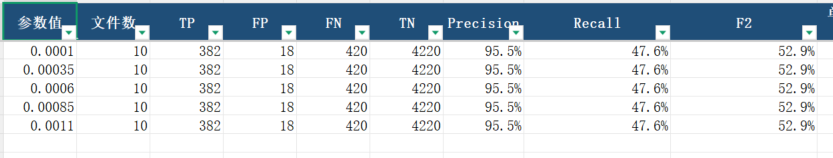 参数值 文件数 TP FP FN TN Precision Recall F2
0.0001 10 382 18 420 4220 95.5% 47.6% 52.9%
0.00035 10 382 18 420 4220 95.5% 47.6% 52.9%
0.0006 10 382 18 420 4220 95.5% 47.6% 52.9%
0.00085 10 382 18 420 4220 95.5% 47.6% 52.9%
0.0011 10 382 18 420 4220 95.5% 47.6% 52.9%